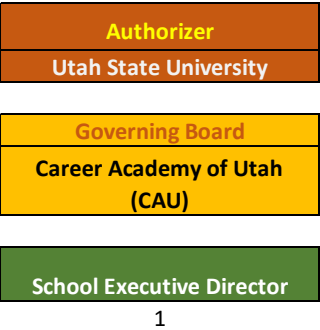 Authorizer
Utah State University
Governing Board
Career Academy of Utah
(CAU)
School Executive Director
1